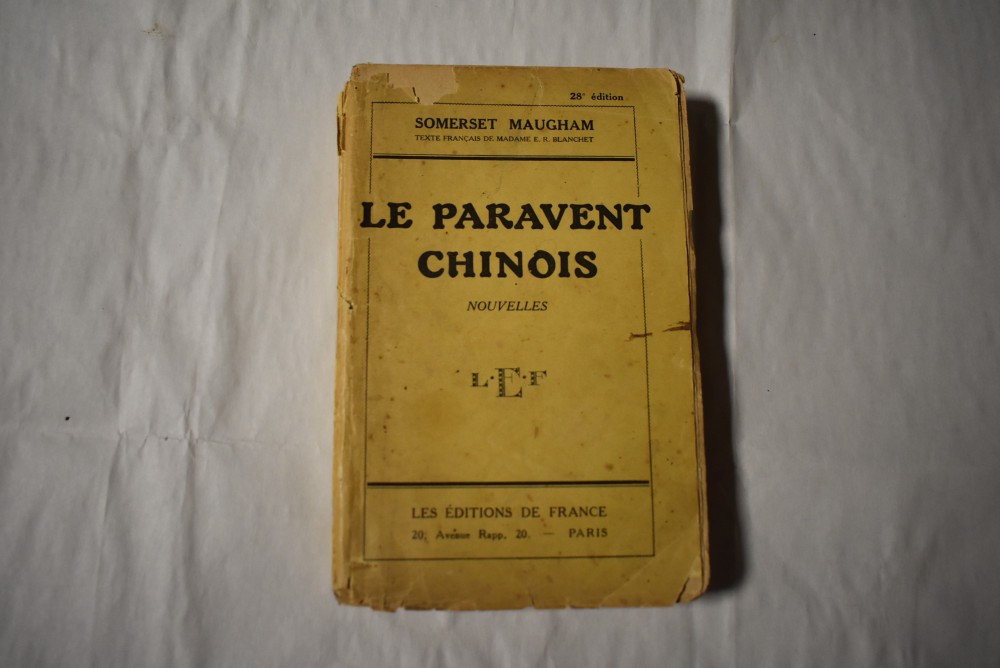 28e édition
SOMERSET MAUGHAM
TEXTE FRANÇAIS DE MADAME E. R. BLANCHET
LE PARAVENT
CHINOIS
NOUVELLES
L·E·F
LES ÉDITIONS DE FRANCE
20, Avenue Rapp, 20. — PARIS